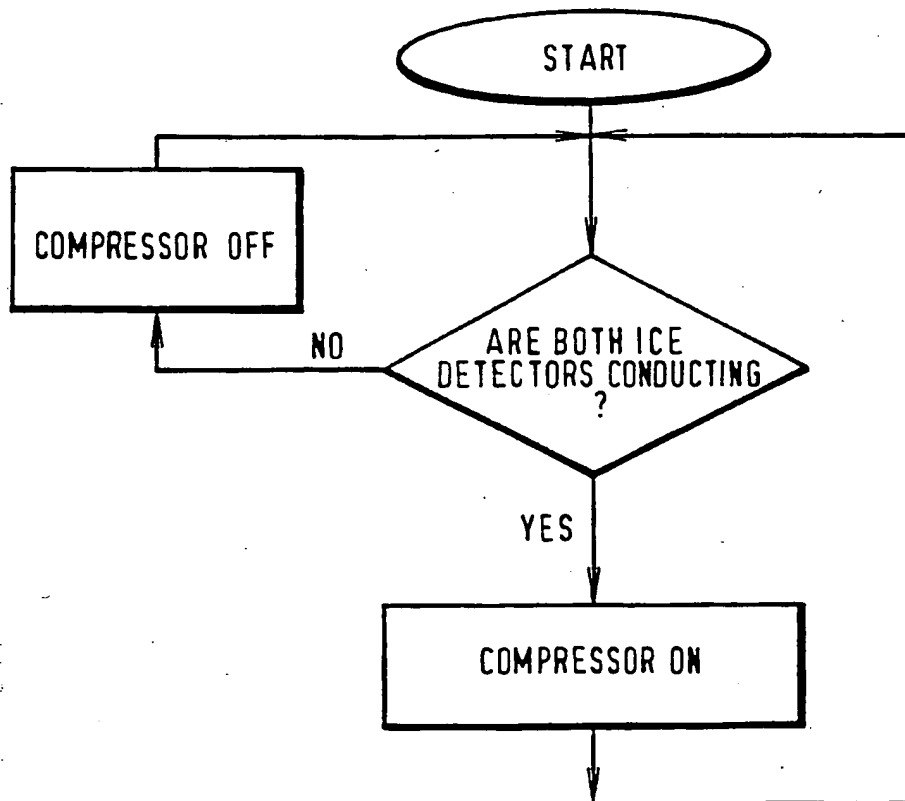 START
COMPRESSOR OFF
NO
ARE BOTH ICE
DETECTORS CONDUCTING
?
YES
COMPRESSOR ON